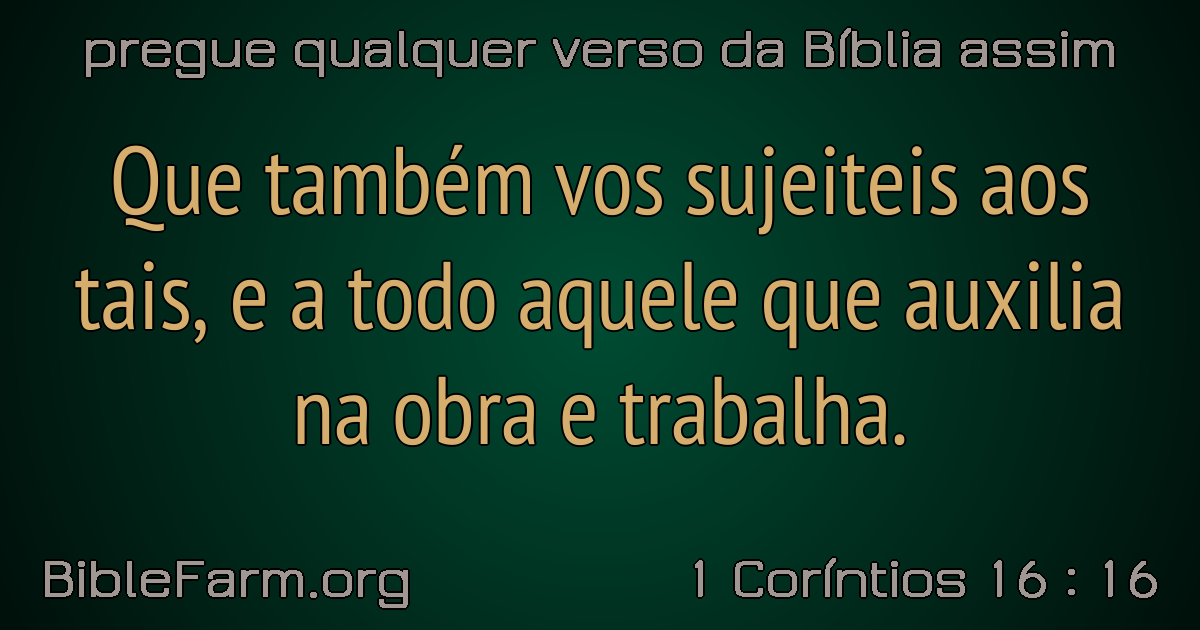 pregue qualquer verso da Bíblia assim
Que também vos sujeiteis aos
tais, e a todo aquele que auxilia
na obra e trabalha.
BibleFarm.org
1 Coríntios 16 : 16